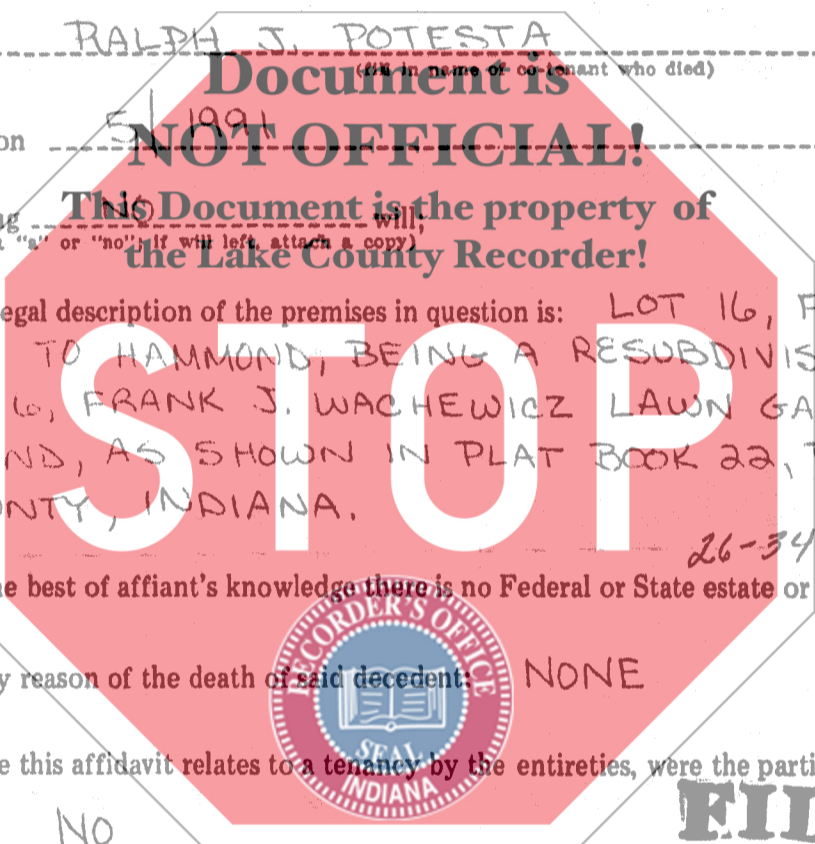 RALPH J. POTESTA
(fill in name of co-tenant who died)
Document is
on 5/1991
NOT OFFICIAL!
This Document is the property of
NO will;
"a" or "no"; if will left, attach a copy)
the Lake County Recorder!
egal description of the premises in question is: LOT 16, F
TO HAMMOND, BEING A RESUBDIVIS
6, FRANK J. WACHEWICZ LAWN GA
ND, AS SHOWN IN PLAT BOOK 22,
NTY, INDIANA.
STOP
26-34
e best of affiant's knowledge there is no Federal or State estate or
RECORDER'S OFFICE
y reason of the death of said decedent: NONE
SEAL
INDIANA
e this affidavit relates to a tenancy by the entireties, were the parti
FIL
NO